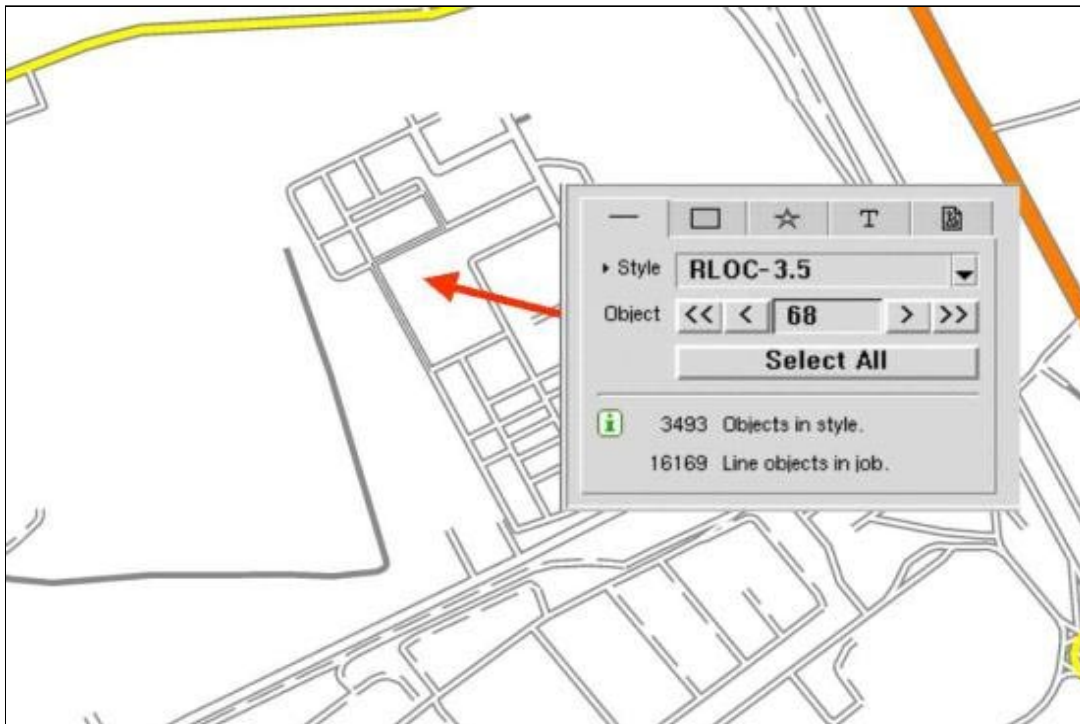 T
Style RLOC-3.5
Object << < 68 > >>
Select All
3493 Objects in style.
16169 Line objects in job.